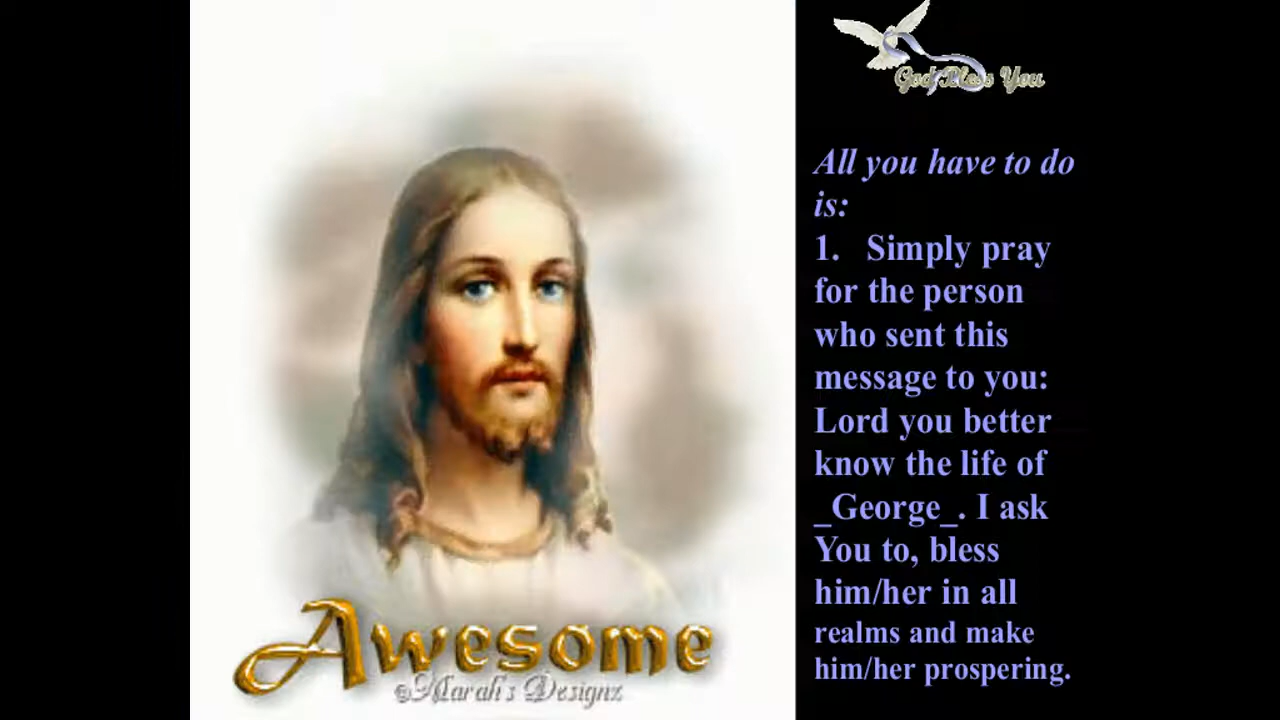 Awesome
@Marah's Designz
God Bless You
All you have to do
is:
1. Simply pray
for the person
who sent this
message to you:
Lord you better
know the life of
_George_. I ask
You to, bless
him/her in all
realms and make
him/her prospering.